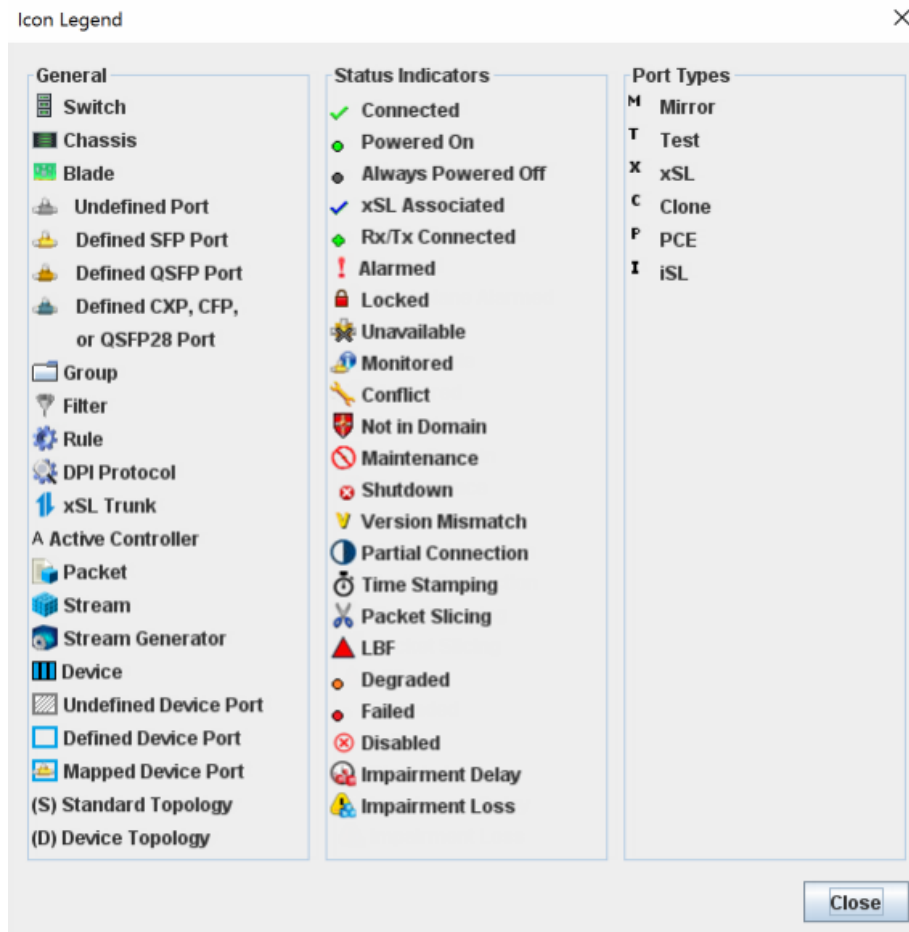 Icon Legend
General
Switch
Chassis
Blade
Undefined Port
Defined SFP Port
Defined QSFP Port
Defined CXP, CFP,
or QSFP28 Port
Group
Filter
Rule
DPI Protocol
xSL Trunk
A Active Controller
Packet
Stream
Stream Generator
Device
Undefined Device Port
Defined Device Port
Mapped Device Port
(S) Standard Topology
(D) Device Topology
Status Indicators
Connected
Powered On
Always Powered Off
xSL Associated
Rx/Tx Connected
Alarmed
Locked
Unavailable
Monitored
Conflict
Not in Domain
Maintenance
Shutdown
Version Mismatch
Partial Connection
Time Stamping
Packet Slicing
LBF
Degraded
Failed
Disabled
Impairment Delay
Impairment Loss
Port Types
M Mirror
T Test
X xSL
C Clone
P PCE
I iSL
Close